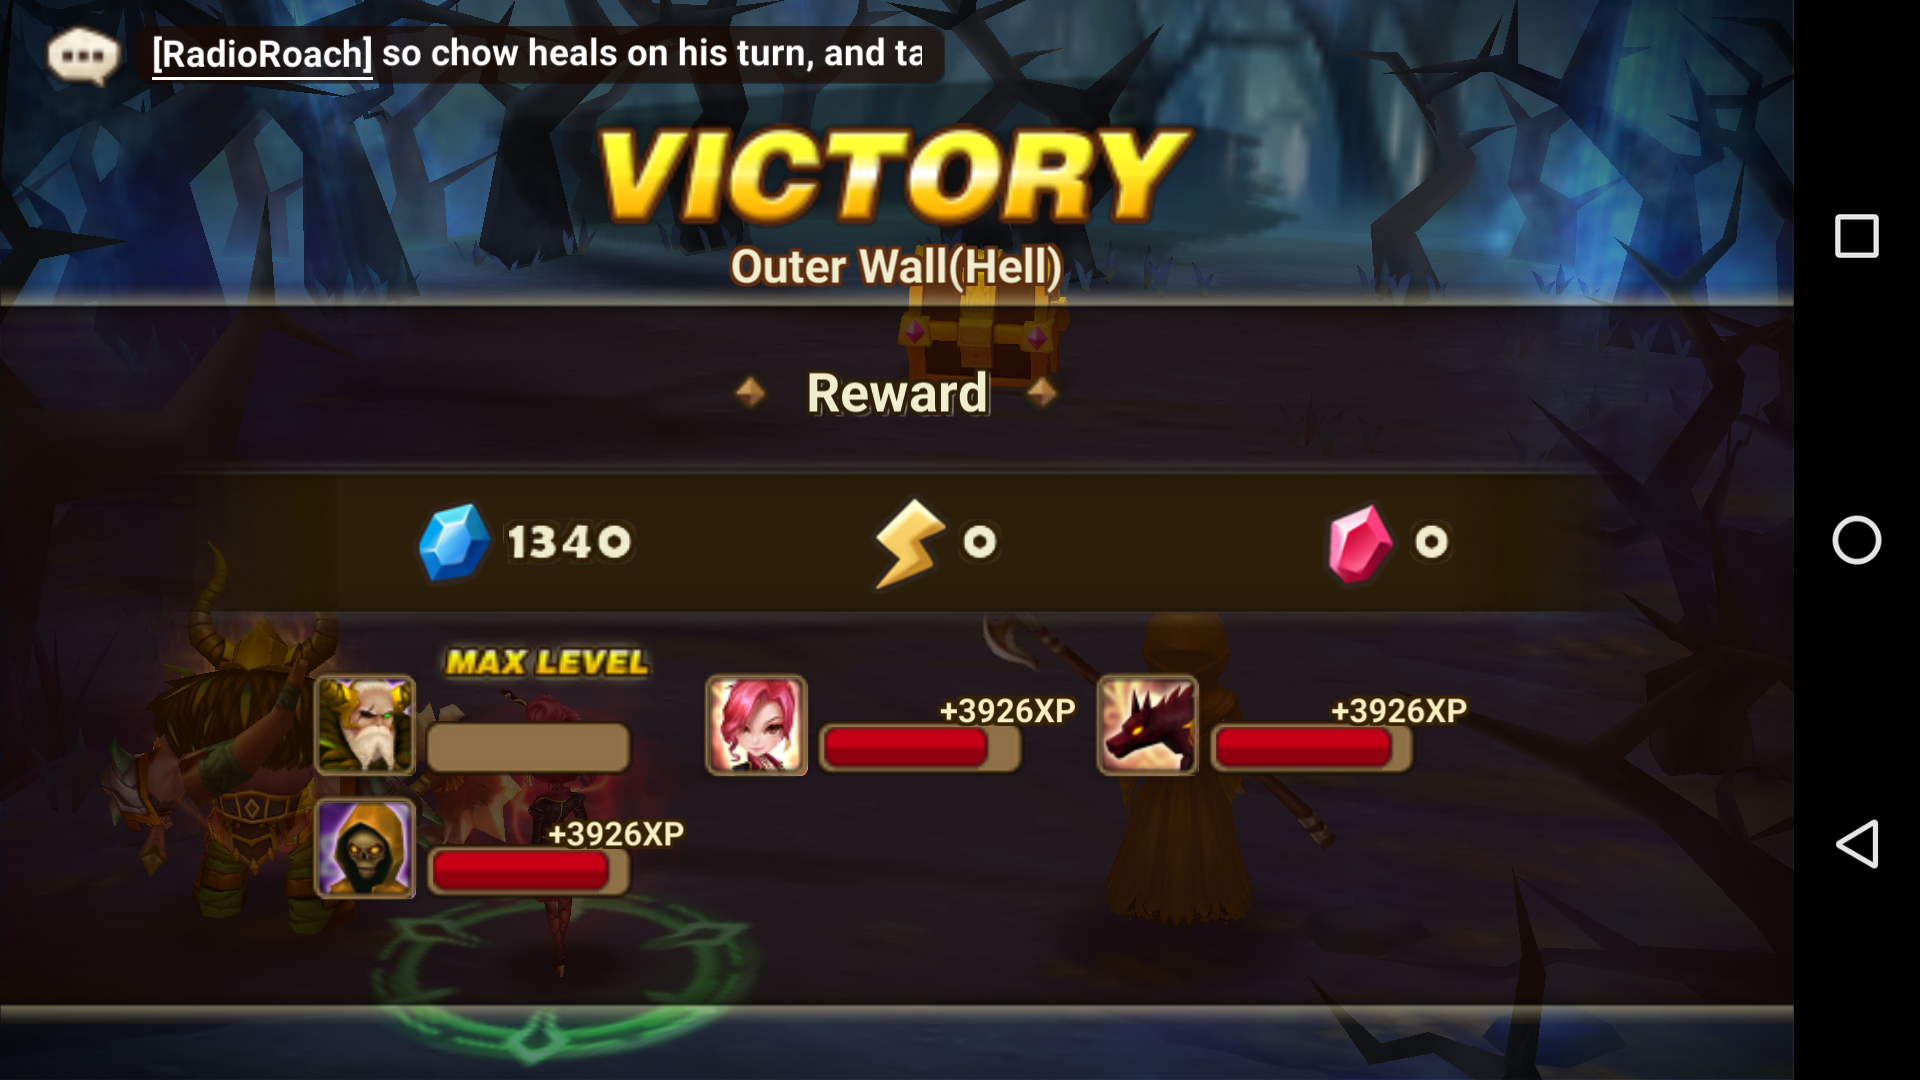 [RadioRoach] so chow heals on his turn, and ta
VICTORY
Outer Wall(Hell)
Reward
1340 0 0
MAX LEVEL
+3926XP +3926XP
+3926XP